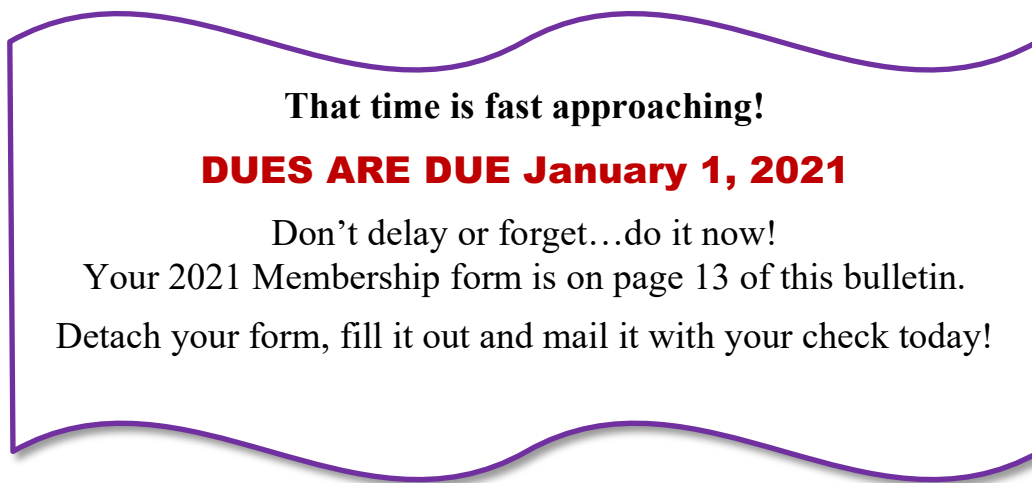 That time is fast approaching!
DUES ARE DUE January 1, 2021
Don’t delay or forget…do it now!
Your 2021 Membership form is on page 13 of this bulletin.
Detach your form, fill it out and mail it with your check today!